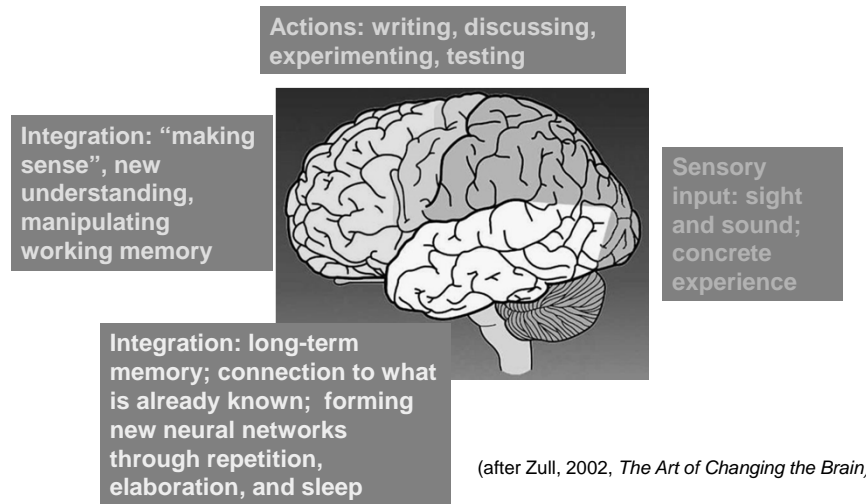 Actions: writing, discussing,
experimenting, testing
Integration: “making
sense”, new
understanding,
manipulating
working memory
Sensory
input: sight
and sound;
concrete
experience
Integration: long-term
memory; connection to what
is already known;  forming
new neural networks
through repetition,
elaboration, and sleep
(after Zull, 2002, The Art of Changing the Brain)